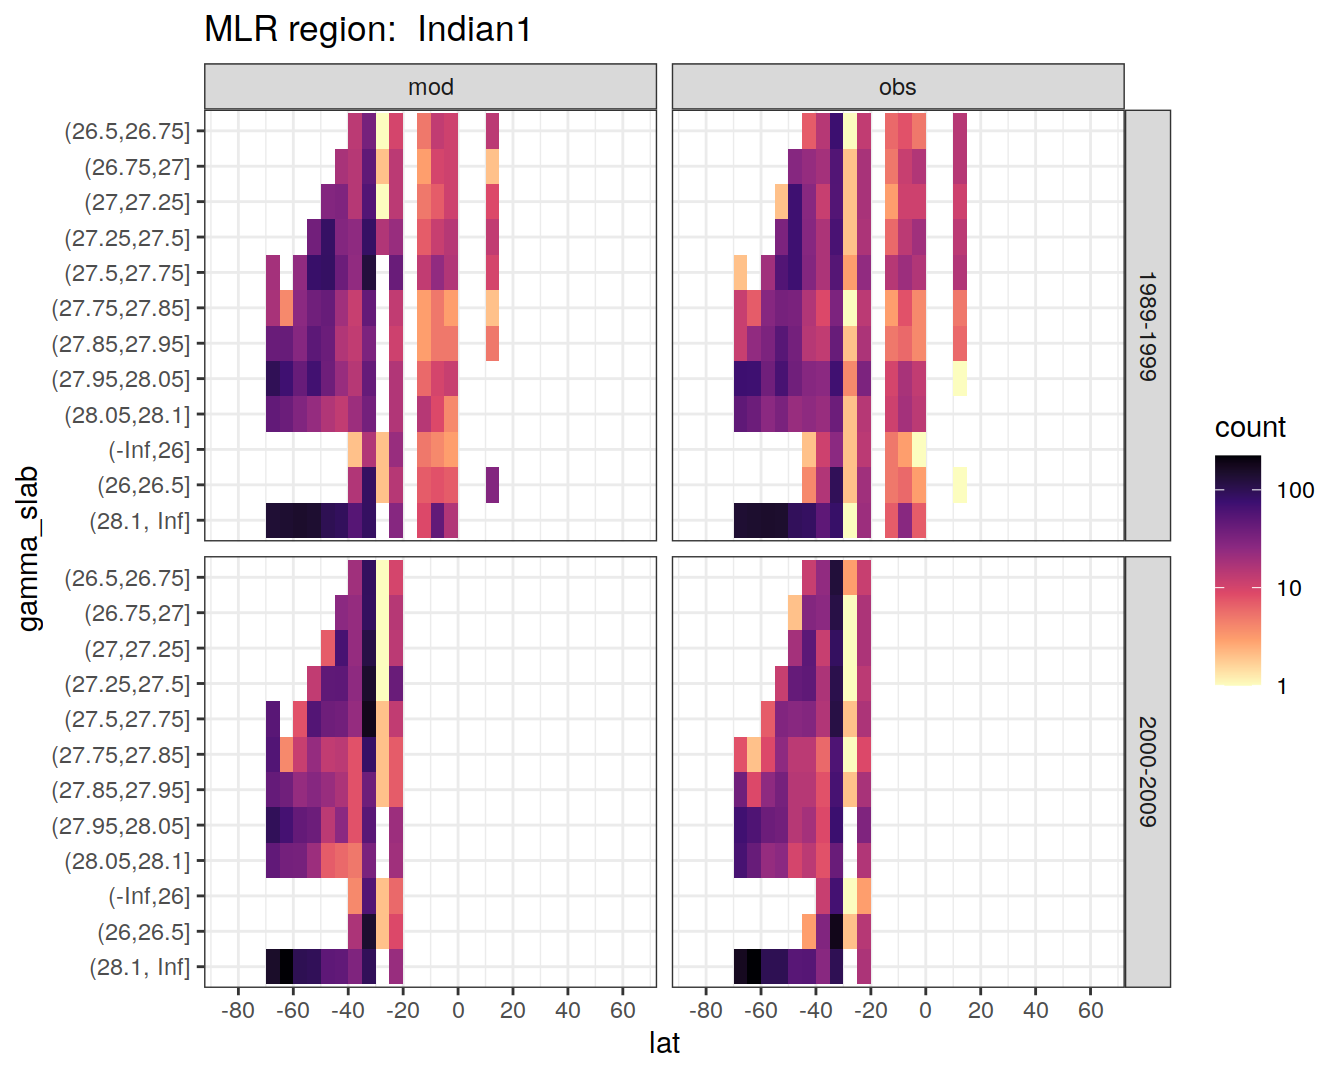 MLR region:  Indian1
mod
obs
(26.5,26.75]
(26.75,27]
(27,27.25]
(27.25,27.5]
(27.5,27.75]
(27.75,27.85]
(27.85,27.95]
(27.95,28.05]
(28.05,28.1]
(-Inf,26]
(26,26.5]
(28.1, Inf]
1989-1999
(26.5,26.75]
(26.75,27]
(27,27.25]
(27.25,27.5]
(27.5,27.75]
(27.75,27.85]
(27.85,27.95]
(27.95,28.05]
(28.05,28.1]
(-Inf,26]
(26,26.5]
(28.1, Inf]
2000-2009
gamma_slab
-80 -60 -40 -20 0 20 40 60
-80 -60 -40 -20 0 20 40 60
lat
count
100
10
1